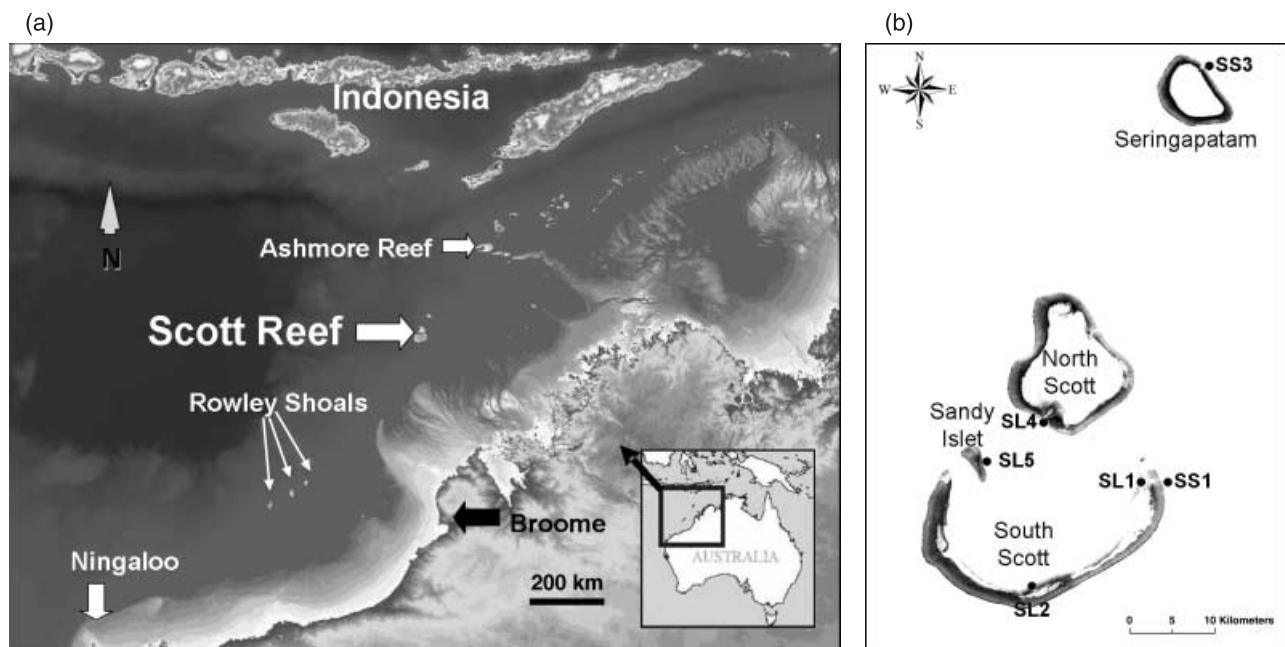 (a)
Indonesia
N
Ashmore Reef
Scott Reef
Rowley Shoals
Broome
Ningaloo
200 km
AUSTRALIA
(b)
N
W E
S
SS3
Seringapatam
North
Scott
SL4
Sandy
Islet
SL5
SL1 SS1
South
Scott
SL2
0 5 10 Kilometers